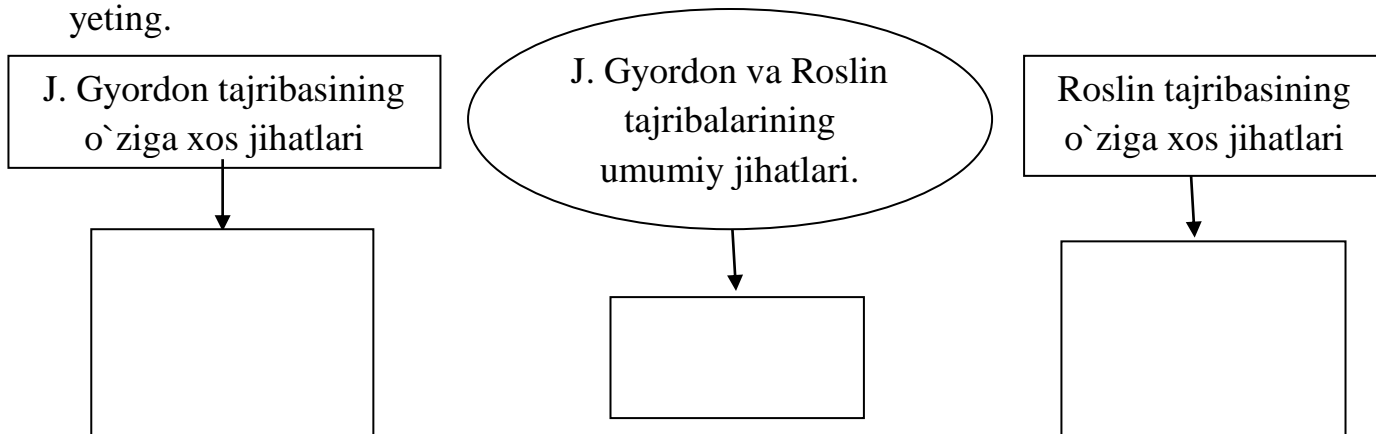 yeting.
J. Gyordon tajribasining
o`ziga xos jihatlari
J. Gyordon va Roslin
tajribalarining
umumiy jihatlari.
Roslin tajribasining
o`ziga xos jihatlari